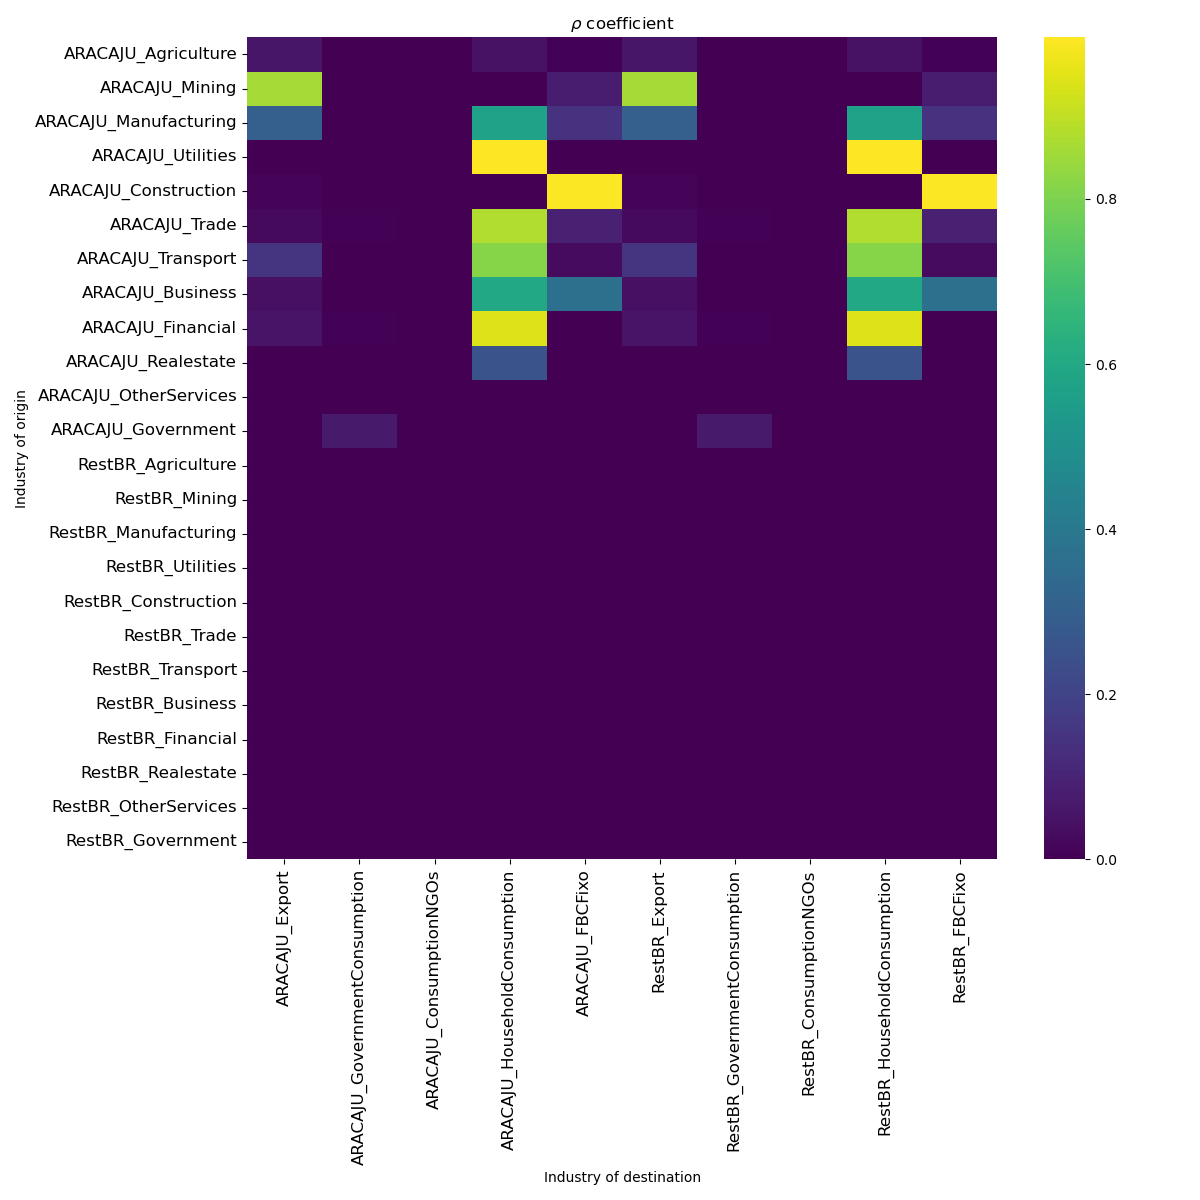 ρ coefficient
ARACAJU_Agriculture
ARACAJU_Mining
ARACAJU_Manufacturing
ARACAJU_Utilities
ARACAJU_Construction
ARACAJU_Trade
ARACAJU_Transport
ARACAJU_Business
ARACAJU_Financial
ARACAJU_Realestate
ARACAJU_OtherServices
ARACAJU_Government
RestBR_Agriculture
RestBR_Mining
RestBR_Manufacturing
RestBR_Utilities
RestBR_Construction
RestBR_Trade
RestBR_Transport
RestBR_Business
RestBR_Financial
RestBR_Realestate
RestBR_OtherServices
RestBR_Government
Industry of origin
0.8
0.6
0.4
0.2
0.0
ARACAJU_Export
ARACAJU_GovernmentConsumption
ARACAJU_ConsumptionNGOs
ARACAJU_HouseholdConsumption
ARACAJU_FBCFixo
RestBR_Export
RestBR_GovernmentConsumption
RestBR_ConsumptionNGOs
RestBR_HouseholdConsumption
RestBR_FBCFixo
Industry of destination